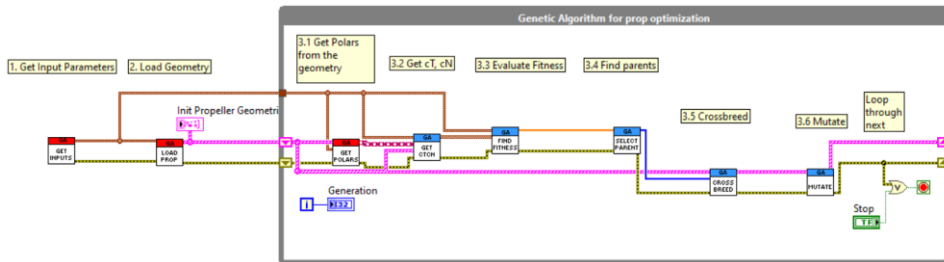 Genetic Algorithm for prop optimization
1. Get Input Parameters
2. Load Geometry
3.1 Get Polars
from the
geometry
3.2 Get cT, cN
3.3 Evaluate Fitness
3.4 Find parents
3.5 Crossbreed
3.6 Mutate
Loop
through
next
Init Propeller Geometri
GA
GET
INPUTS
GA
LOAD
PROP
GA
GET
POLARS
GA
GET
CTCN
GA
FIND
FITNESS
GA
SELECT
PARENT
GA
CROSS
BREED
GA
MUTATE
Generation
i
I32
Stop
TF
V